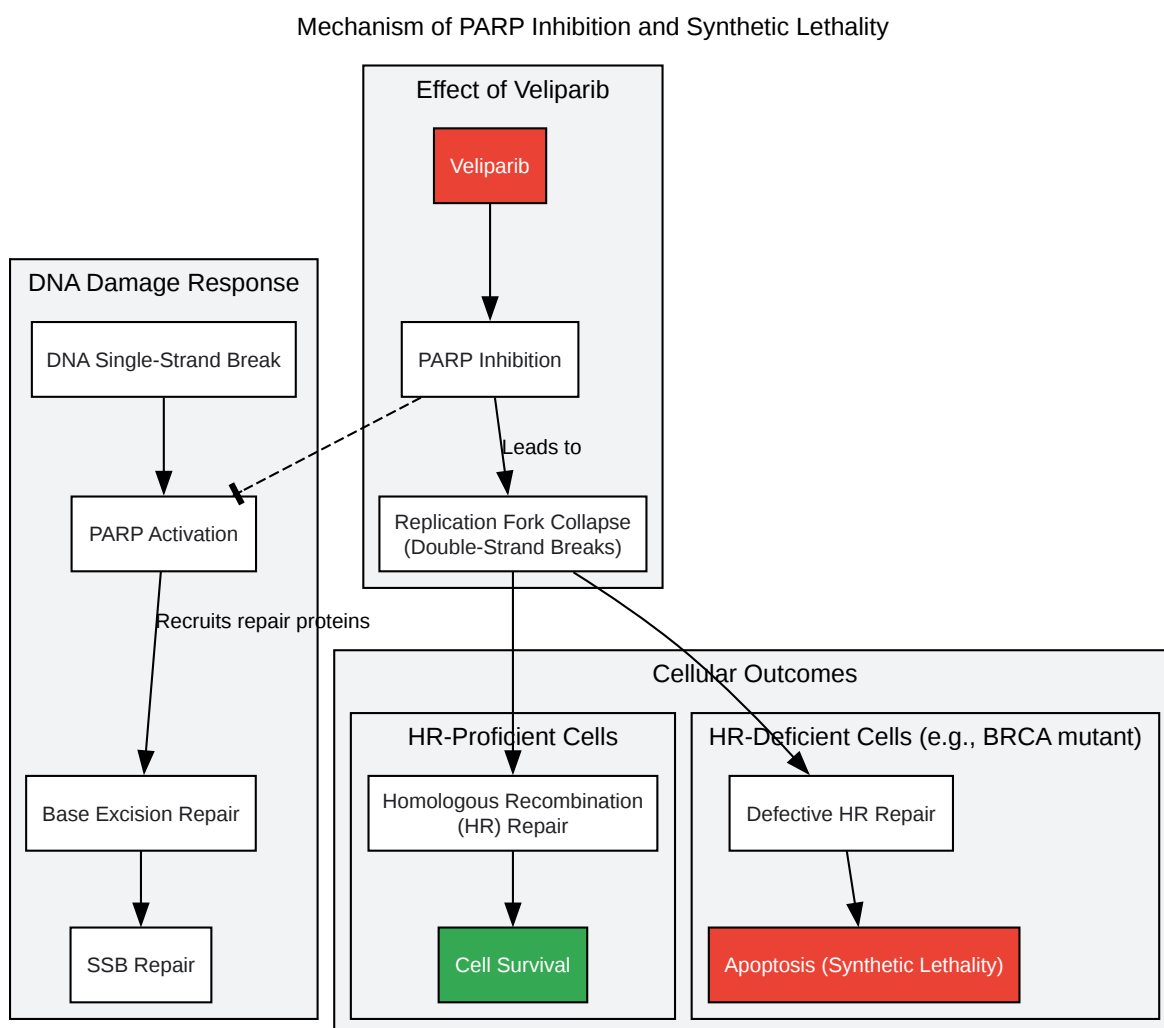 Mechanism of PARP Inhibition and Synthetic Lethality
Effect of Veliparib
Veliparib
PARP Inhibition
Leads to
Replication Fork Collapse
(Double-Strand Breaks)
DNA Damage Response
DNA Single-Strand Break
PARP Activation
Recruits repair proteins
Base Excision Repair
SSB Repair
Cellular Outcomes
HR-Proficient Cells
Homologous Recombination
(HR) Repair
Cell Survival
HR-Deficient Cells (e.g., BRCA mutant)
Defective HR Repair
Apoptosis (Synthetic Lethality)